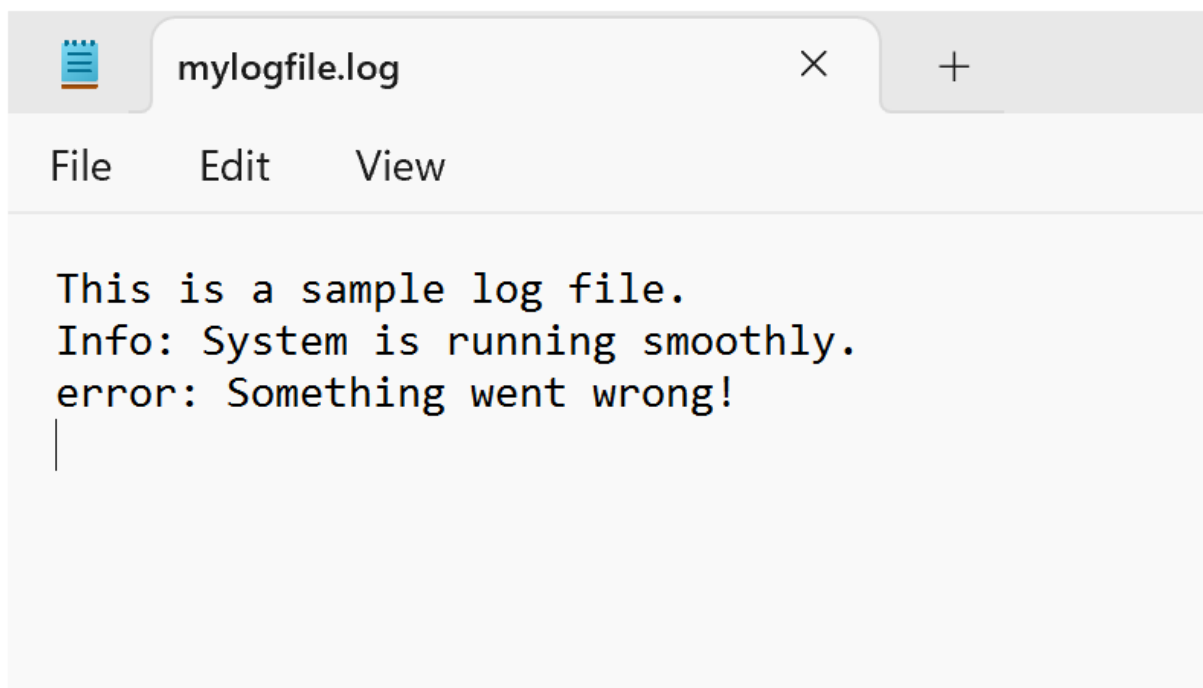 mylogfile.log
File Edit View
This is a sample log file.
Info: System is running smoothly.
error: Something went wrong!